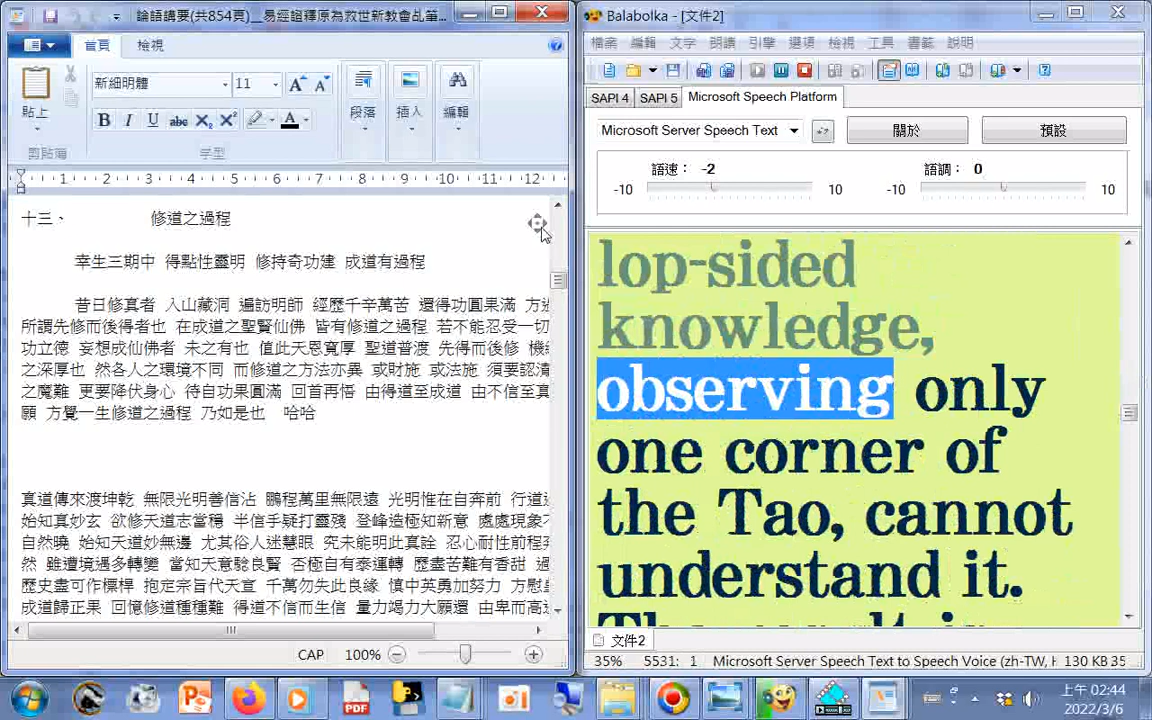 論語講要(共854頁)__易經證釋原為救世新教會乩筆...
Balabolka - [文件2]
首頁
檢視
檔案
編輯
文字
朗讀
引擎
選項
檢視
工具
書籤
說明
新細明體
11
貼上
剪貼簿
字型
段落
插入
編輯
SAPI 4
SAPI 5
Microsoft Speech Platform
Microsoft Server Speech Text
關於
預設
語速： -2
語調： 0
-10
10
-10
10
1 2 3 4 5 6 7 8 9 10 11 12
十三、 修道之過程
幸生三期中 得點性靈明 修持奇功建 成道有過程
昔日修真者 入山藏洞 遍訪明師 經歷千辛萬苦 還得功圓果滿 方
所謂先修而後得者也 在成道之聖賢仙佛 皆有修道之過程 若不能忍受一切
功立德 妄想成仙佛者 未之有也 值此天恩寬厚 聖道普渡 先得而後修 機
之深厚也 然各人之環境不同 而修道之方法亦異 或財施 或法施 須要認清
之魔難 更要降伏身心 待自功果圓滿 回首再悟 由得道至成道 由不信至真
願 方覺一生修道之過程 乃如是也 哈哈
真道傳來渡坤乾 無限光明善信沾 鵬程萬里無限遠 光明惟在自奔前 行道
始知真妙玄 欲修天道志當穩 半信手疑打靈殘 登峰造極知新意 處處現象
自然曉 始知天道妙無邊 尤其俗人迷慧眼 究未能明此真詮 忍心耐性前程
然 雖遭境遇多轉變 當知天意驗良賢 否極自有泰運轉 歷盡苦難有香甜 過
歷史盡可作標桿 抱定宗旨代天宣 千萬勿失此良緣 慎中英勇加努力 方慰
成道歸正果 回憶修道種種難 得道不信而生信 量力竭力大願還 由卑而高
lop-sided
knowledge,
observing only
one corner of
the Tao, cannot
understand it.
文件2
CAP
100%
35%
5531: 1
Microsoft Server Speech Text to Speech Voice (zh-TW, H
130 KB
上午 02:44
2022/3/6